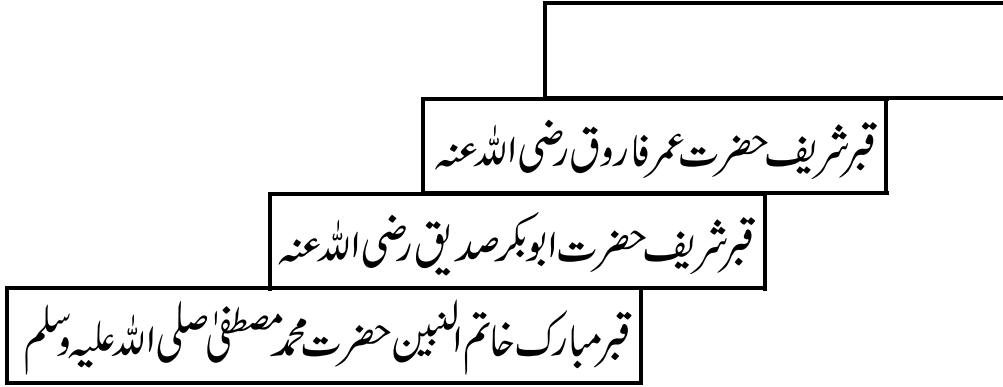 قبر شریف حضرت عمر فاروق رضی اللہ عنہ
قبر شریف حضرت ابوبکر صدیق رضی اللہ عنہ
قبر مبارک خاتم النبین حضرت محمد مصطفیٰ صلی اللہ علیہ وسلم